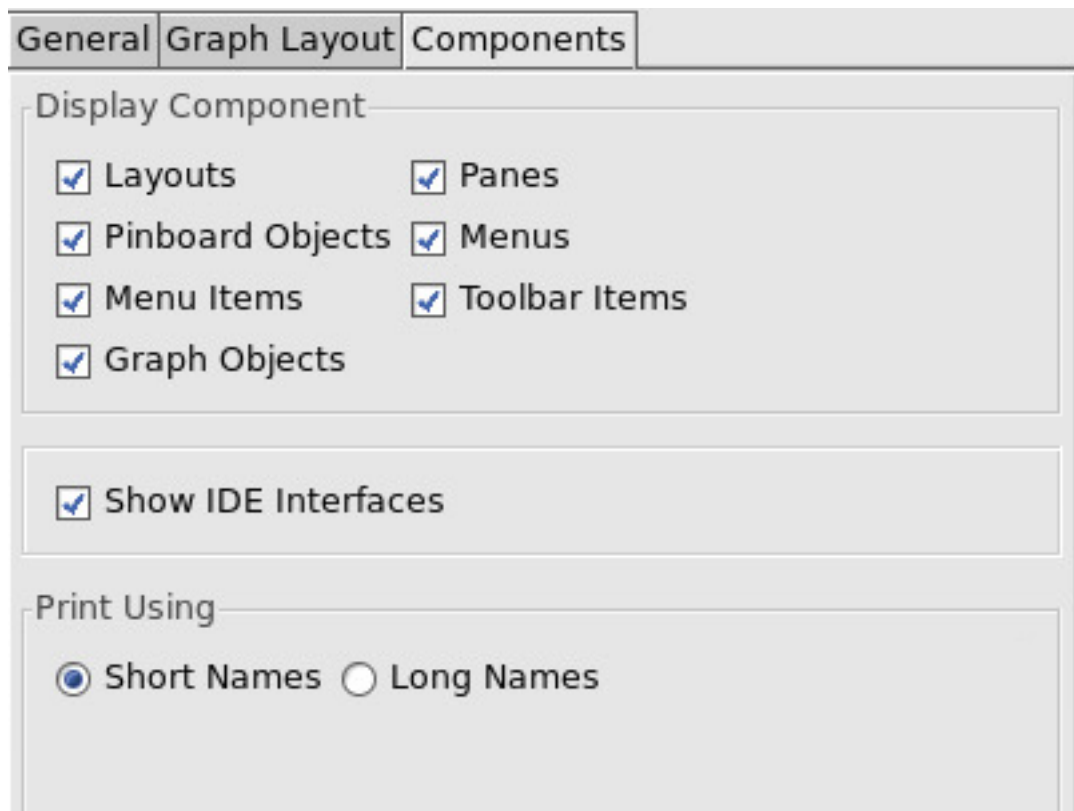 General Graph Layout Components
Display Component
Layouts Panes
Pinboard Objects Menus
Menu Items Toolbar Items
Graph Objects
Show IDE Interfaces
Print Using
Short Names Long Names